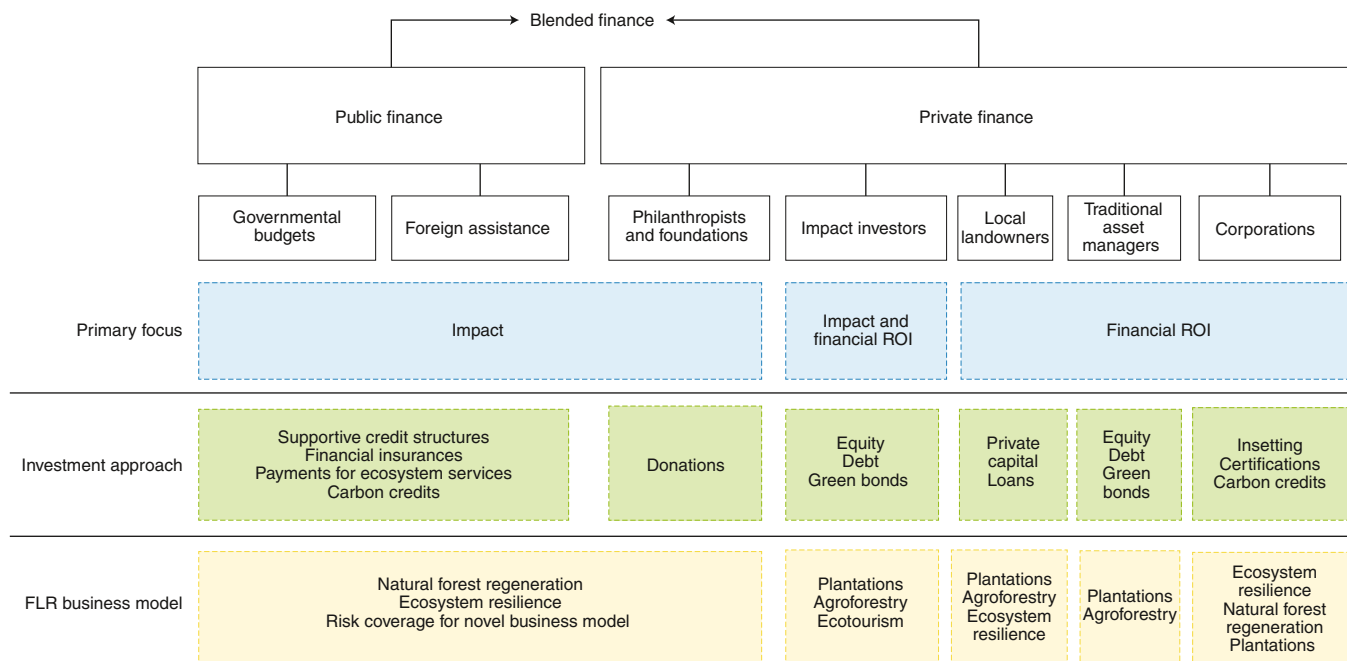 Blended finance
Public finance
Private finance
Governmental
budgets
Foreign assistance
Philanthropists
and foundations
Impact investors
Local
landowners
Traditional
asset
managers
Corporations
Primary focus
Impact
Impact and
financial ROI
Financial ROI
Investment approach
Supportive credit structures
Financial insurances
Payments for ecosystem services
Carbon credits
Donations
Equity
Debt
Green bonds
Private
capital
Loans
Equity
Debt
Green
bonds
Insetting
Certifications
Carbon credits
FLR business model
Natural forest regeneration
Ecosystem resilience
Risk coverage for novel business model
Plantations
Agroforestry
Ecotourism
Plantations
Agroforestry
Ecosystem
resilience
Plantations
Agroforestry
Ecosystem
resilience
Natural forest
regeneration
Plantations